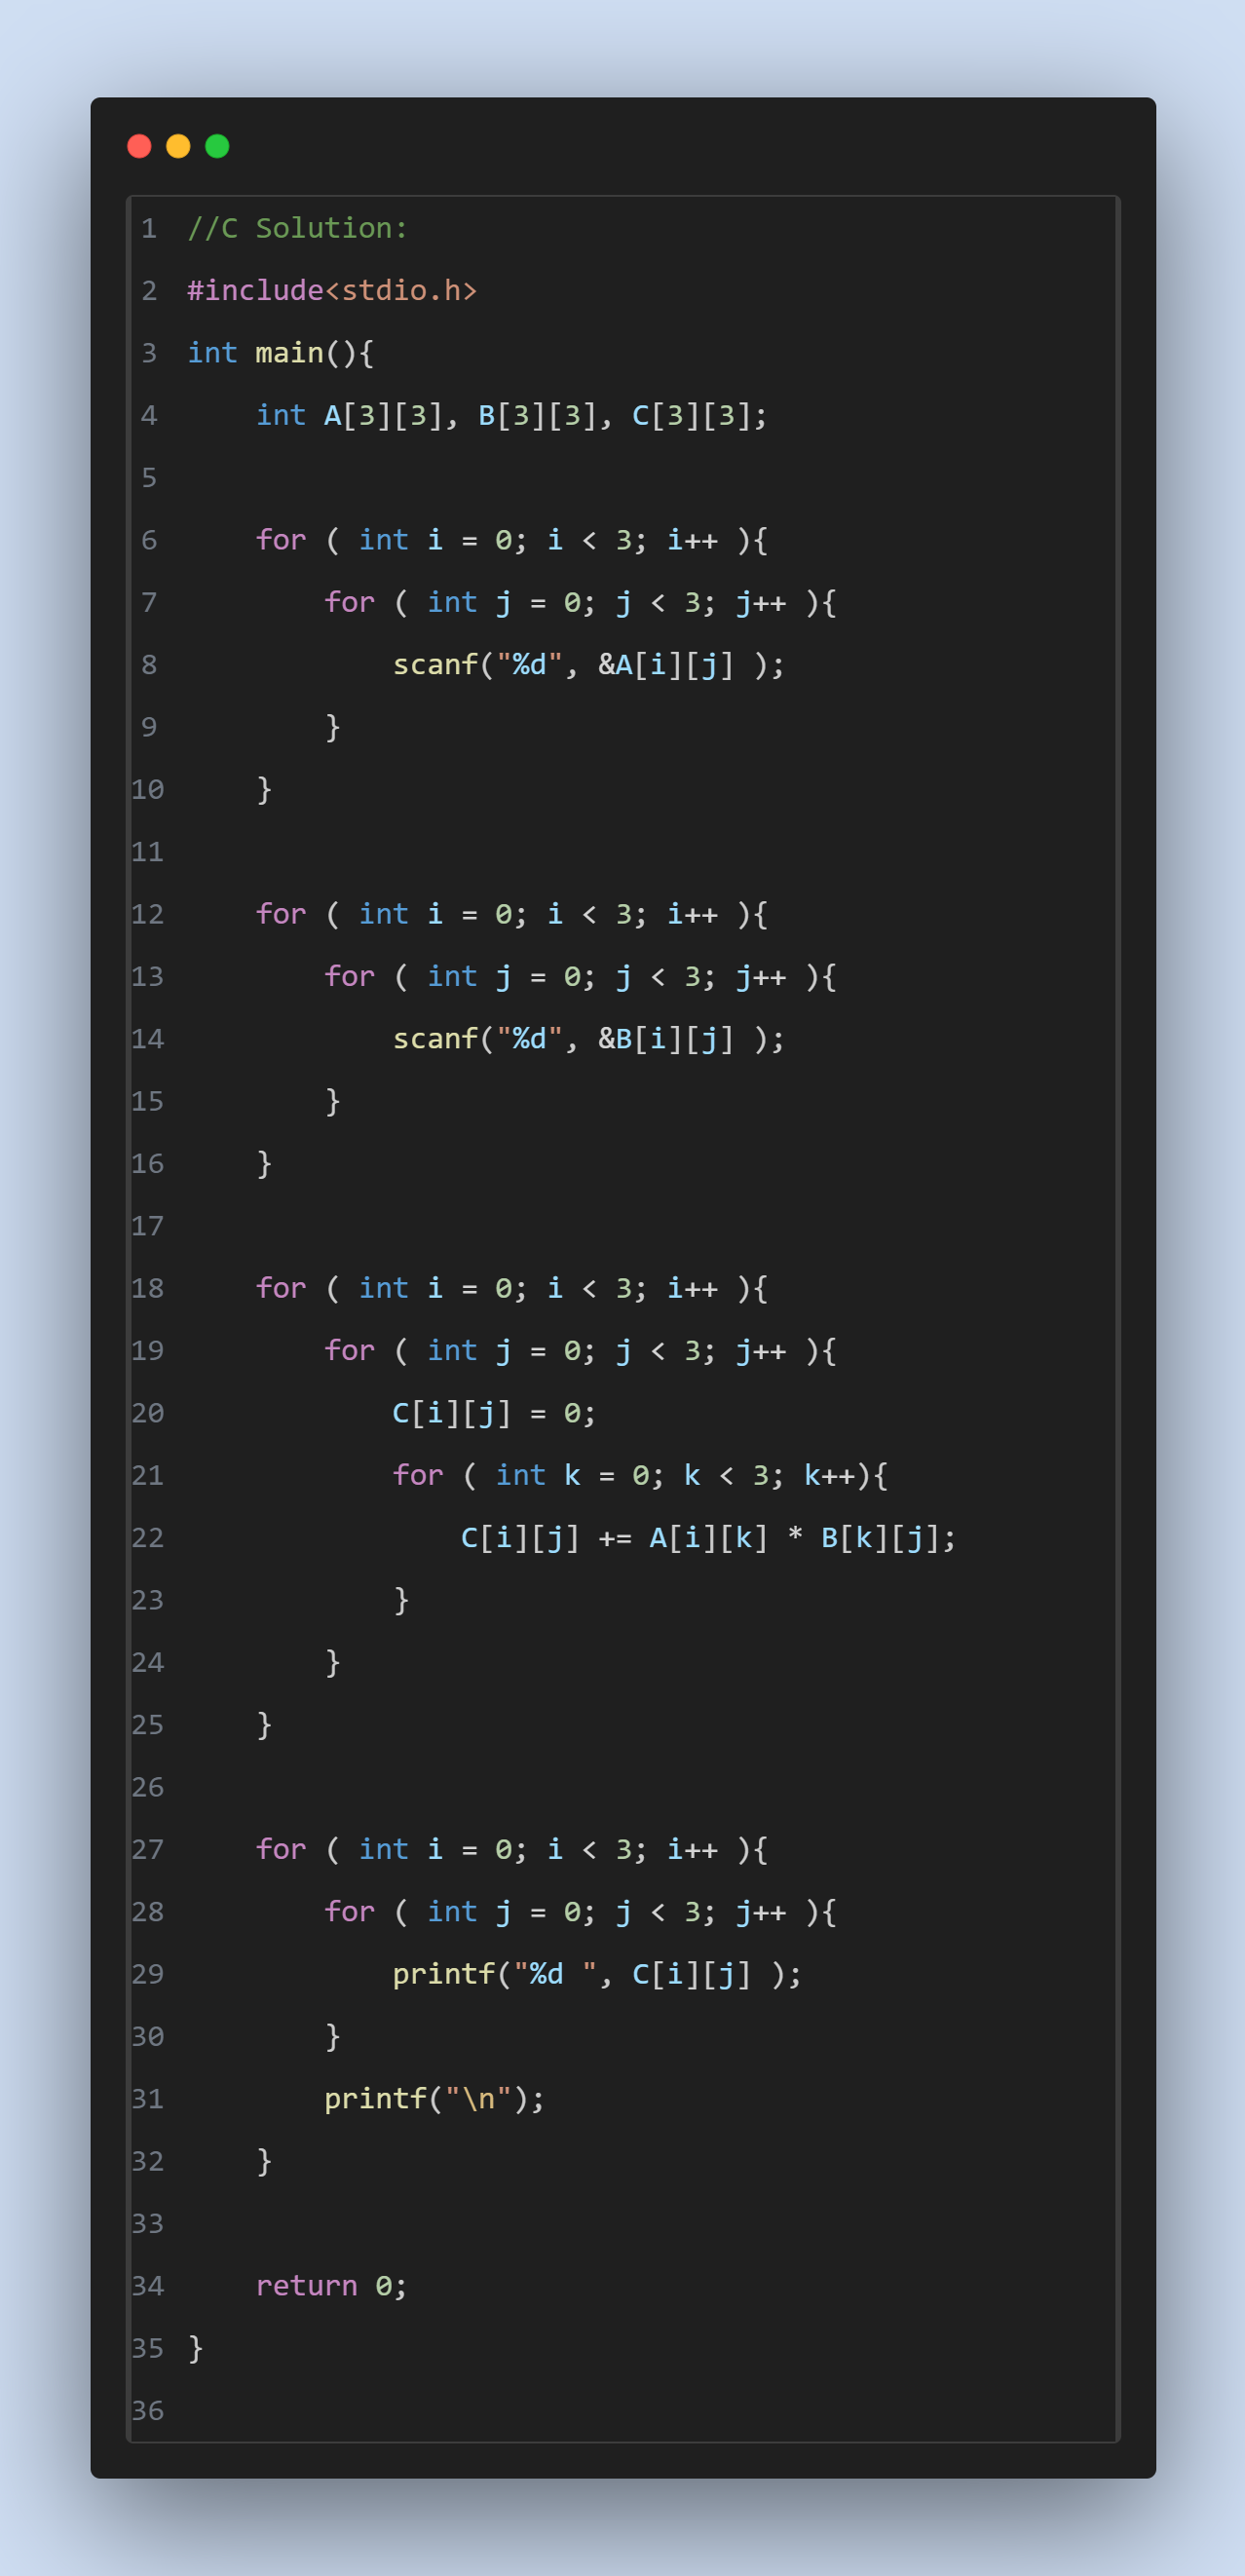 1 //C Solution:
2 #include<stdio.h>
3 int main(){
4     int A[3][3], B[3][3], C[3][3];
5
6     for ( int i = 0; i < 3; i++ ){
7         for ( int j = 0; j < 3; j++ ){
8             scanf("%d", &A[i][j] );
9         }
10     }
11
12     for ( int i = 0; i < 3; i++ ){
13         for ( int j = 0; j < 3; j++ ){
14             scanf("%d", &B[i][j] );
15         }
16     }
17
18     for ( int i = 0; i < 3; i++ ){
19         for ( int j = 0; j < 3; j++ ){
20             C[i][j] = 0;
21             for ( int k = 0; k < 3; k++){
22                 C[i][j] += A[i][k] * B[k][j];
23             }
24         }
25     }
26
27     for ( int i = 0; i < 3; i++ ){
28         for ( int j = 0; j < 3; j++ ){
29             printf("%d ", C[i][j] );
30         }
31         printf("\n");
32     }
33
34     return 0;
35 }
36